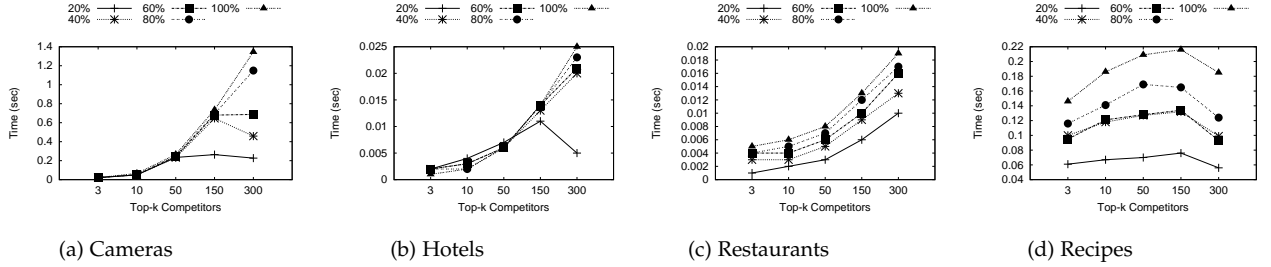 20% 60% 100%
40% 80%
Time (sec)
1.4
1.2
1
0.8
0.6
0.4
0.2
0
3 10 50 150 300
Top-k Competitors
(a) Cameras
20% 60% 100%
40% 80%
Time (sec)
0.025
0.02
0.015
0.01
0.005
0
3 10 50 150 300
Top-k Competitors
(b) Hotels
20% 60% 100%
40% 80%
Time (sec)
0.02
0.018
0.016
0.014
0.012
0.01
0.008
0.006
0.004
0.002
0
3 10 50 150 300
Top-k Competitors
(c) Restaurants
20% 60% 100%
40% 80%
Time (sec)
0.22
0.2
0.18
0.16
0.14
0.12
0.1
0.08
0.06
0.04
3 10 50 150 300
Top-k Competitors
(d) Recipes